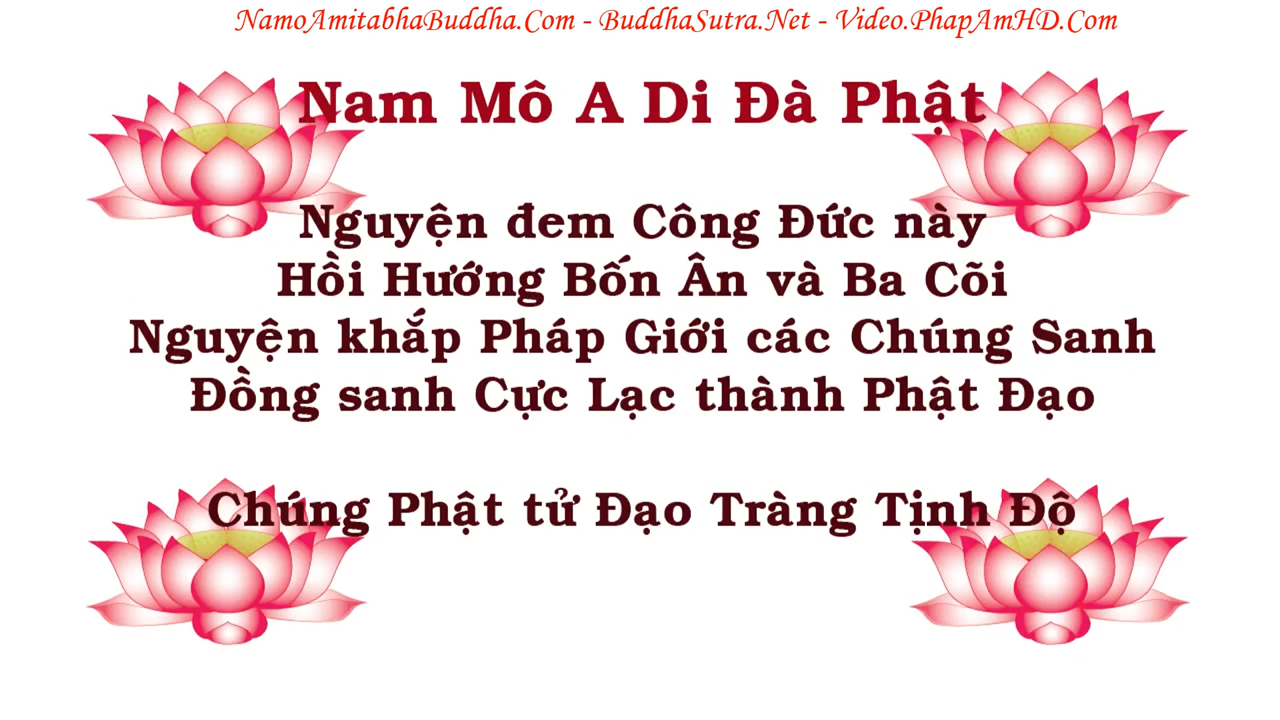 NamoAmitabhaBuddha.Com - BuddhaSutra.Net - Video.PhapAmHD.Com
Nam Mô A Di Đà Phật
Nguyện đem Công Đức này
Hồi Hướng Bốn Ân và Ba Cõi
Nguyện khắp Pháp Giới các Chúng Sanh
Đồng sanh Cực Lạc thành Phật Đạo
Chúng Phật tử Đạo Tràng Tịnh Độ